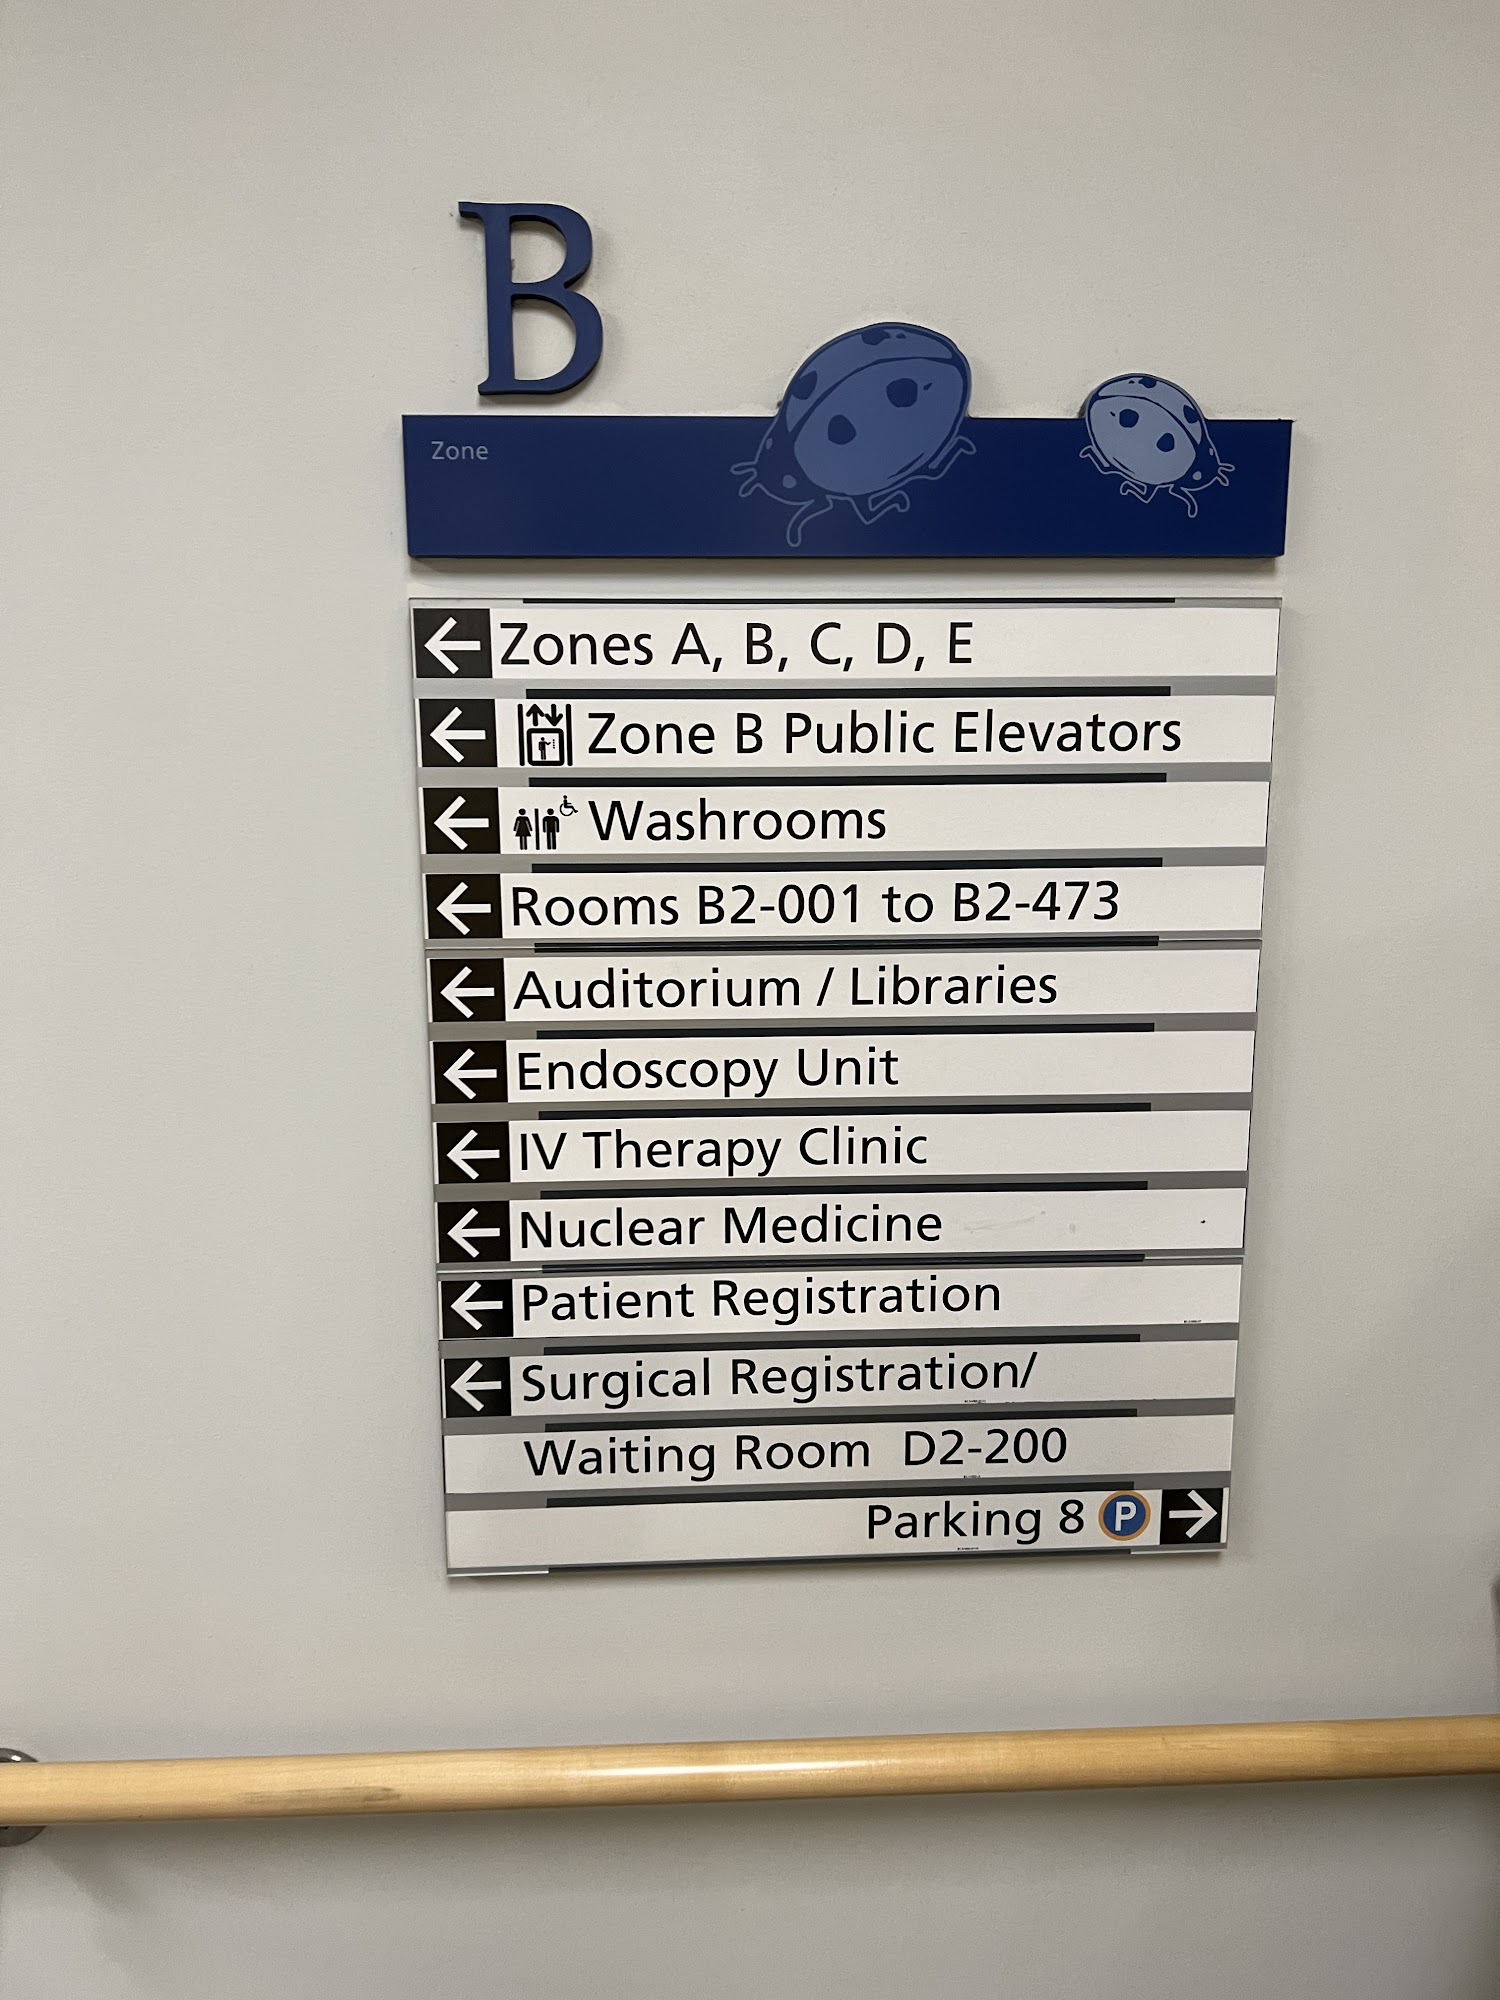 B
Zone
Zones A, B, C, D, E
Zone B Public Elevators
Washrooms
Rooms B2-001 to B2-473
Auditorium / Libraries
Endoscopy Unit
IV Therapy Clinic
Nuclear Medicine
Patient Registration
Surgical Registration/
Waiting Room D2-200
Parking 8 P